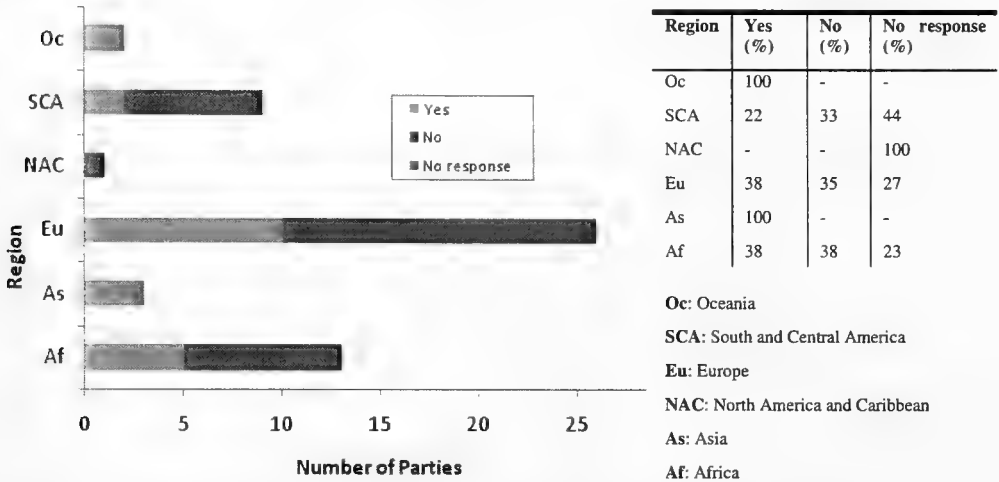 Oc
SCA
NAC
Eu
As
Af
Region
0 5 10 15 20 25
Number of Parties
Yes
No
No response
Region Yes (%) No (%) No response (%)
Oc 100 - -
SCA 22 33 44
NAC - - 100
Eu 38 35 27
As 100 - -
Af 38 38 23
Oc: Oceania
SCA: South and Central America
Eu: Europe
NAC: North America and Caribbean
As: Asia
Af: Africa